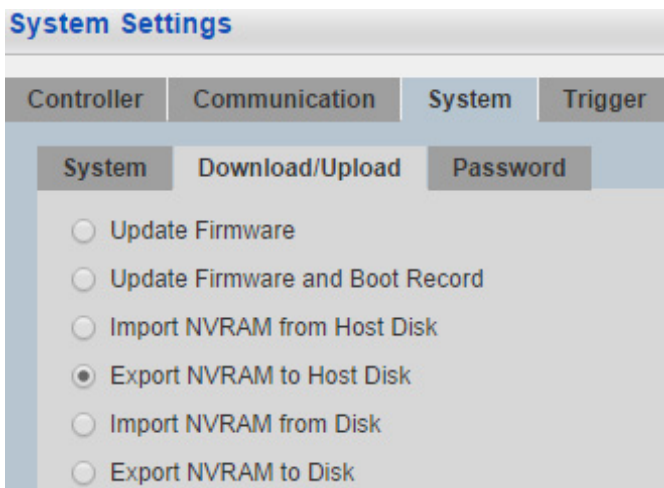 System Settings
Controller Communication System Trigger
System Download/Upload Password
Update Firmware
Update Firmware and Boot Record
Import NVRAM from Host Disk
Export NVRAM to Host Disk
Import NVRAM from Disk
Export NVRAM to Disk